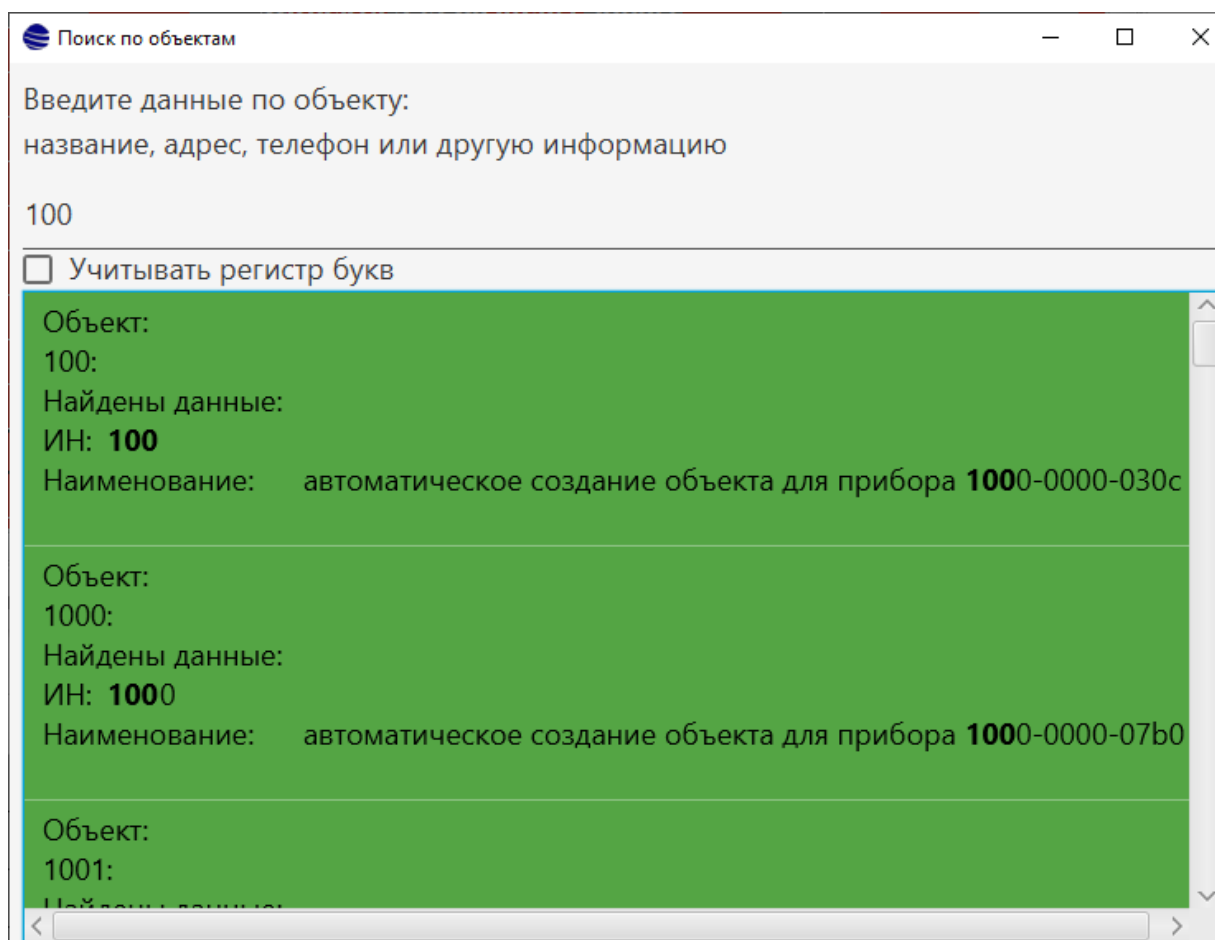 Поиск по объектам
Введите данные по объекту:
название, адрес, телефон или другую информацию
100
Учитывать регистр букв
Объект:
100:
Найдены данные:
ИН: 100
Наименование: автоматическое создание объекта для прибора 1000-0000-030c
Объект:
1000:
Найдены данные:
ИН: 1000
Наименование: автоматическое создание объекта для прибора 1000-0000-07b0
Объект:
1001:
Найдены данные: